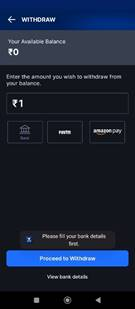 WITHDRAW
Your Available Balance
₹0
Enter the amount you wish to withdraw from
your balance.
₹1
Bank
Paytm
amazon pay
Please fill your bank details
first.
Proceed to Withdraw
View bank details